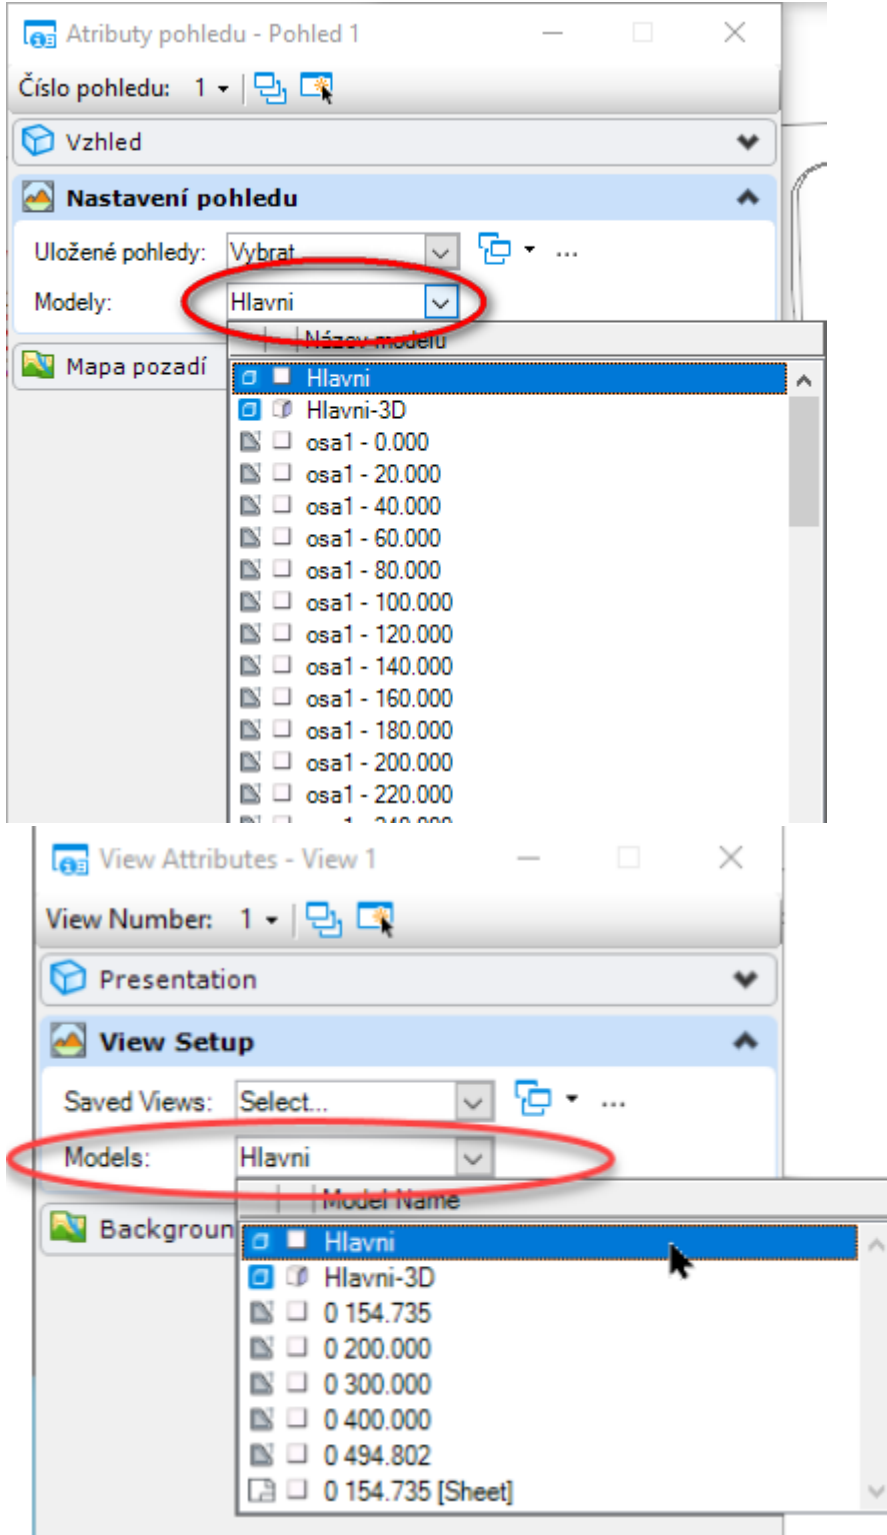 Atributy pohledu - Pohled 1
Číslo pohledu: 1
Vzhled
Nastavení pohledu
Uložené pohledy: Vybrat... ...
Modely: Hlavni
Název modelu
Mapa pozadí
Hlavni
Hlavni-3D
osa1 - 0.000
osa1 - 20.000
osa1 - 40.000
osa1 - 60.000
osa1 - 80.000
osa1 - 100.000
osa1 - 120.000
osa1 - 140.000
osa1 - 160.000
osa1 - 180.000
osa1 - 200.000
osa1 - 220.000
View Attributes - View 1
View Number: 1
Presentation
View Setup
Saved Views: Select... ...
Models: Hlavni
Model Name
Backgroun
Hlavni
Hlavni-3D
0 154.735
0 200.000
0 300.000
0 400.000
0 494.802
0 154.735 [Sheet]